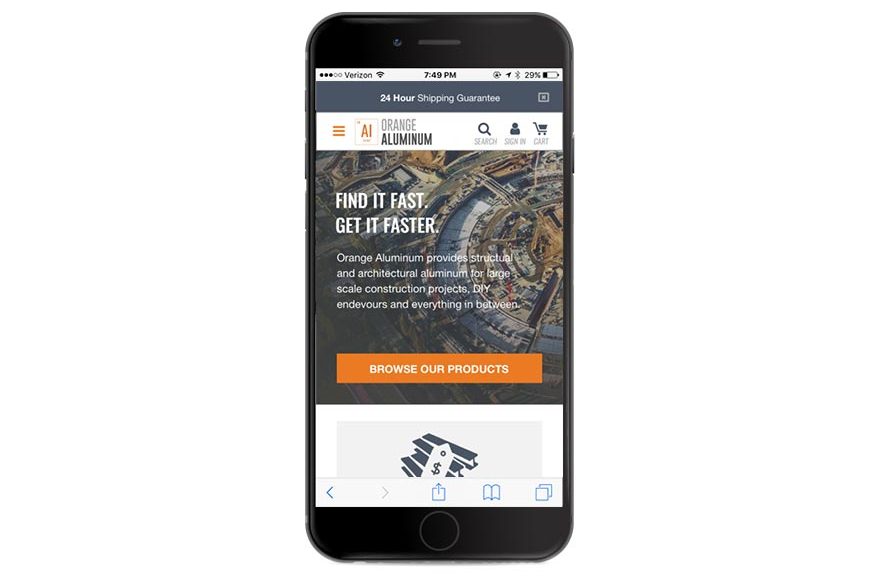 ●●●○○ Verizon 7:49 PM 29%
24 Hour Shipping Guarantee
Al
ORANGE
ALUMINUM
SEARCH SIGN IN CART
FIND IT FAST.
GET IT FASTER.
Orange Aluminum provides structual
and architectural aluminum for large
scale construction projects, DIY
endevours and everything in between.
BROWSE OUR PRODUCTS
$